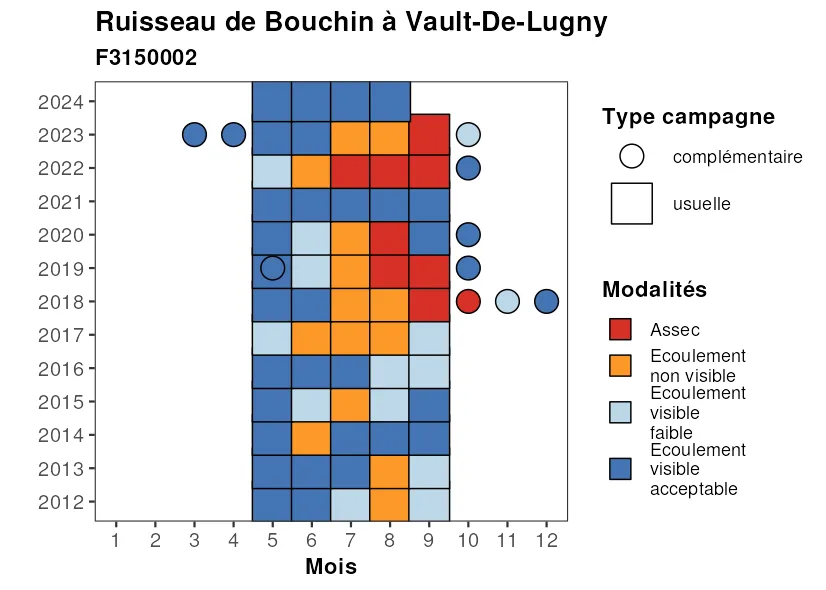 Ruisseau de Bouchin à Vault-De-Lugny
F3150002
2024
2023
2022
2021
2020
2019
2018
2017
2016
2015
2014
2013
2012
1 2 3 4 5 6 7 8 9 10 11 12
Mois
Type campagne
complémentaire
usuelle
Modalités
Assec
Ecoulement
non visible
Ecoulement
visible
faible
Ecoulement
visible
acceptable